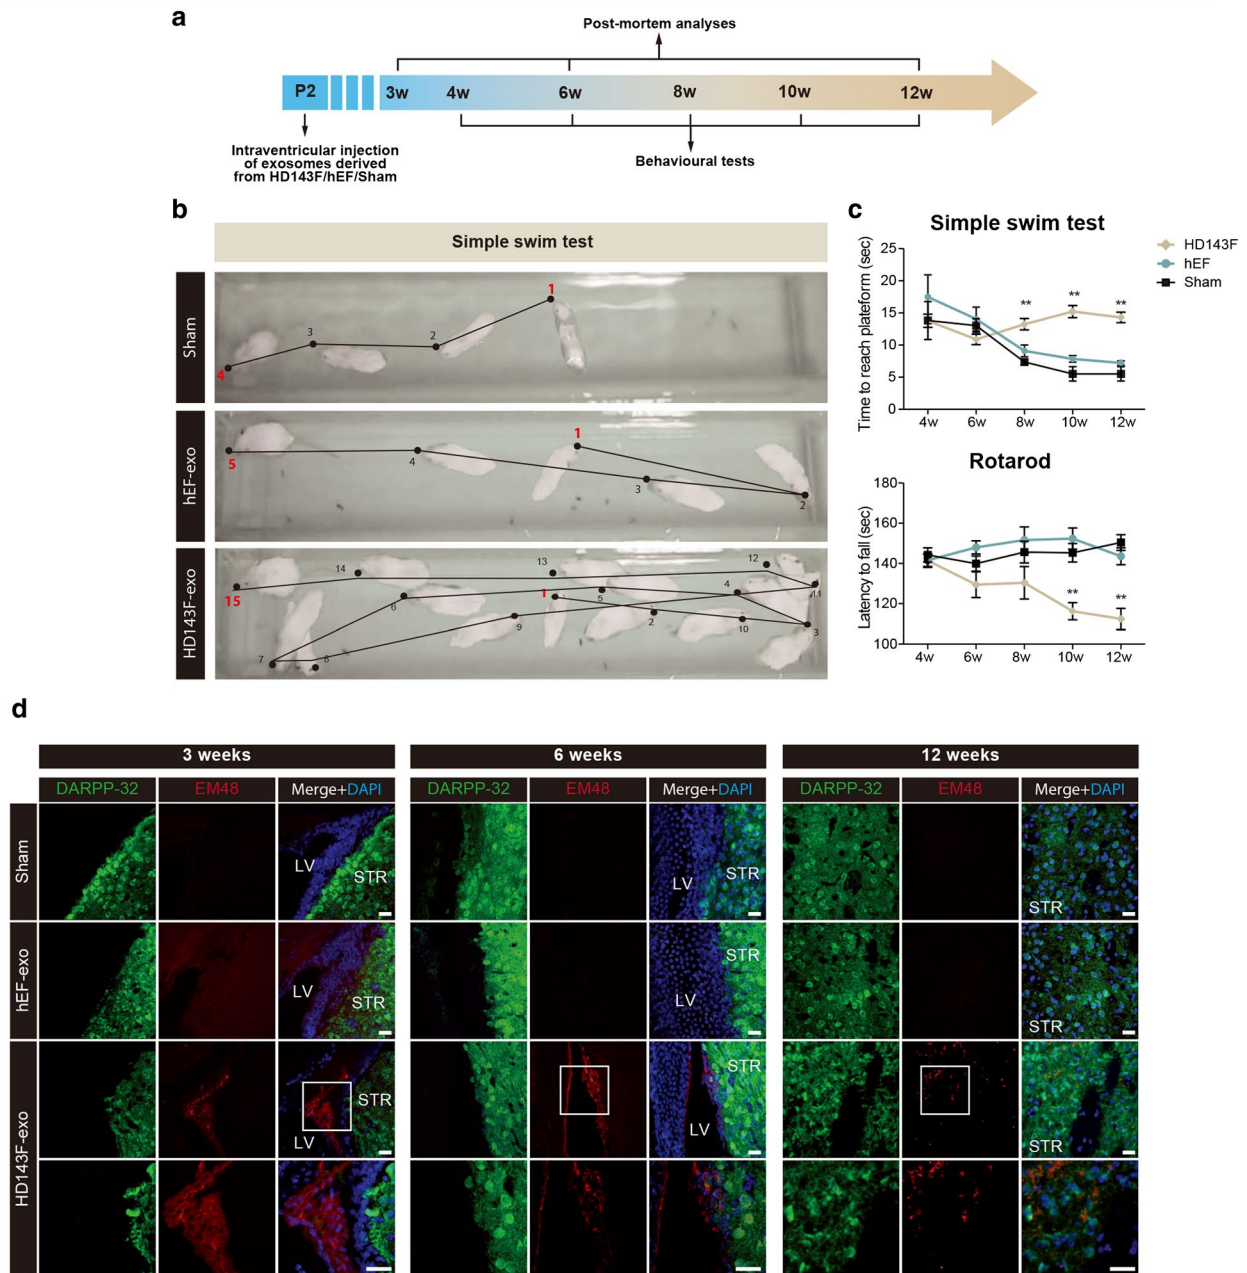 a
Post-mortem analyses
P2
3w
4w
6w
8w
10w
12w
Intraventricular injection
of exosomes derived
from HD143F/hEF/Sham
Behavioural tests
b
Simple swim test
Sham
1
2
3
4
hEF-exo
1
2
3
4
5
HD143F-exo
1
2
3
4
5
6
7
8
9
10
11
12
13
14
15
c
Simple swim test
Time to reach plateform (sec)
25
20
15
10
5
0
** ** **
4w 6w 8w 10w 12w
HD143F
hEF
Sham
Rotarod
Latency to fall (sec)
180
160
140
120
100
** **
4w 6w 8w 10w 12w
d
3 weeks 6 weeks 12 weeks
DARPP-32 EM48 Merge+DAPI DARPP-32 EM48 Merge+DAPI DARPP-32 EM48 Merge+DAPI
Sham
LV STR LV STR STR
hEF-exo
LV STR LV STR STR
HD143F-exo
LV STR LV STR STR